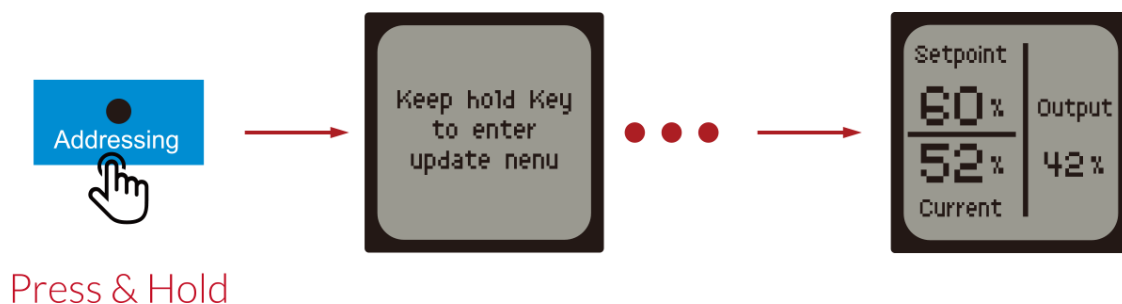 Addressing
Press & Hold
Keep hold Key
to enter
update nenu
Setpoint
60%
52%
Current
Output
42%